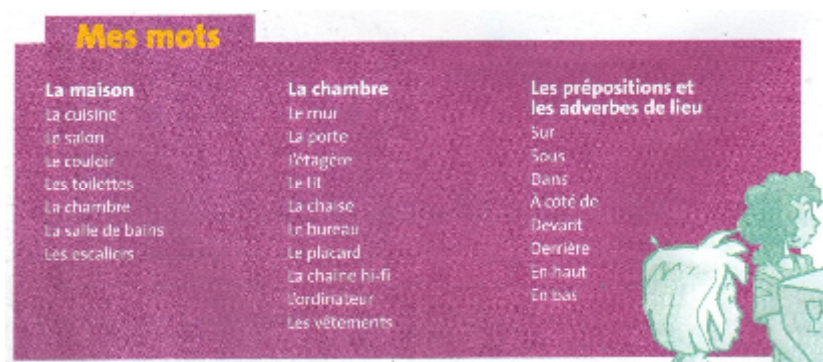 Mes mots
La maison
La cuisine
Le salon
Le couloir
Les toilettes
La chambre
La salle de bains
Les escaliers
La chambre
Le mur
La porte
L'étagère
Le lit
La chaise
Le bureau
Le placard
La chaine hi-fi
L'ordinateur
Les vêtements
Les prépositions et
les adverbes de lieu
Sur
Sous
Dans
A coté de
Devant
Derrière
En haut
En bas